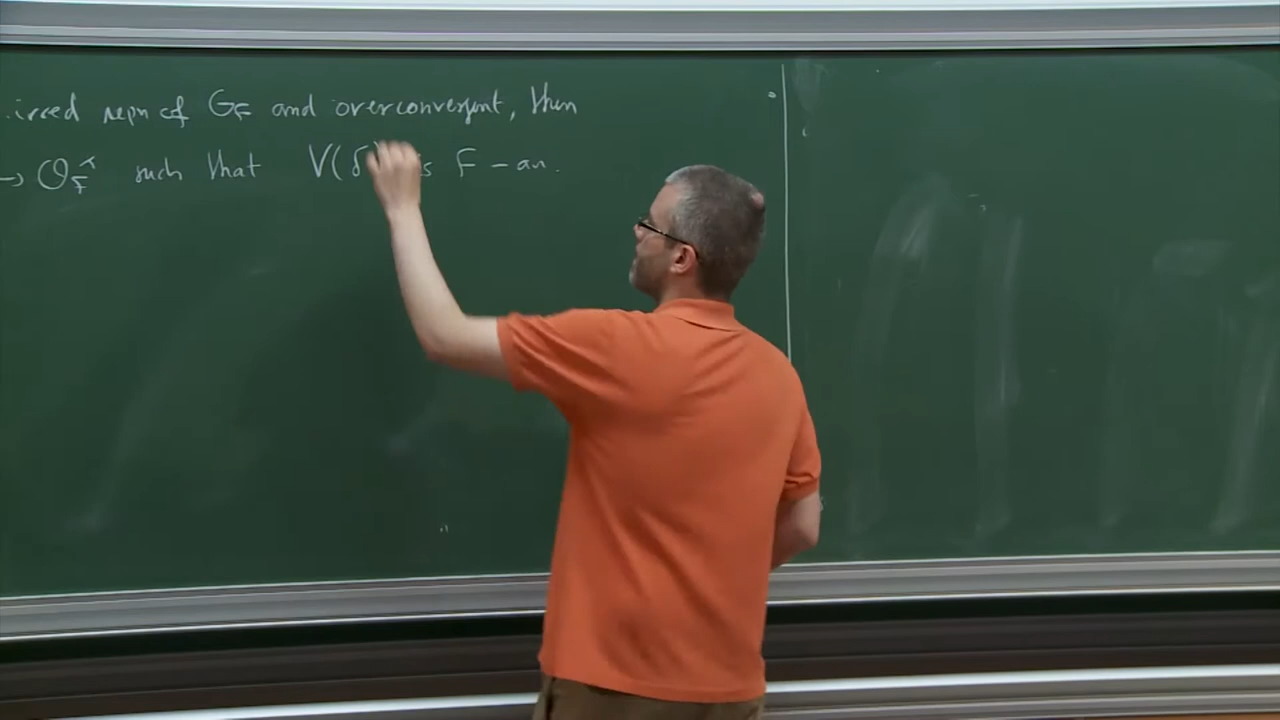 irred repn of G_F and overconvergent, then
→ O_F^× such that V(δ) is F-an.